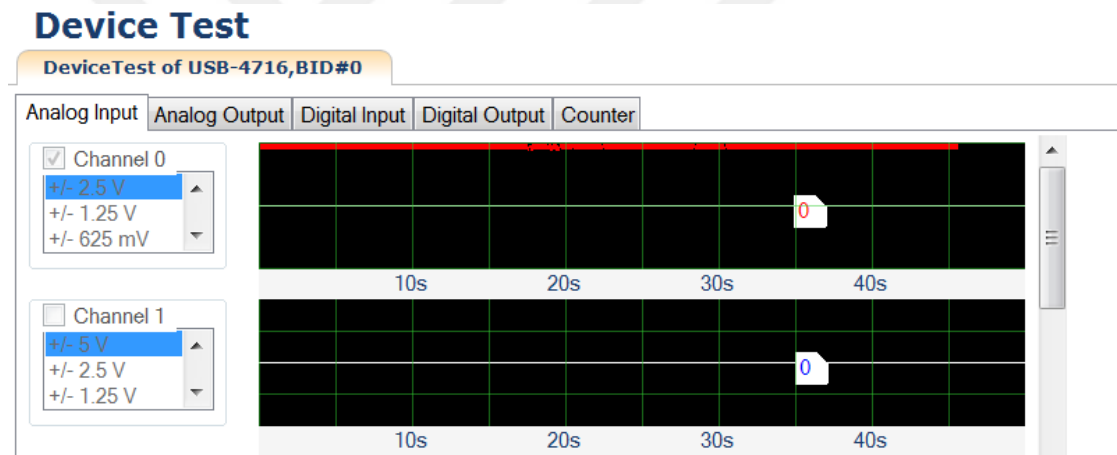 Device Test
DeviceTest of USB-4716,BID#0
Analog Input Analog Output Digital Input Digital Output Counter
Channel 0
+/- 2.5 V
+/- 1.25 V
+/- 625 mV
0
10s 20s 30s 40s
Channel 1
+/- 5 V
+/- 2.5 V
+/- 1.25 V
0
10s 20s 30s 40s